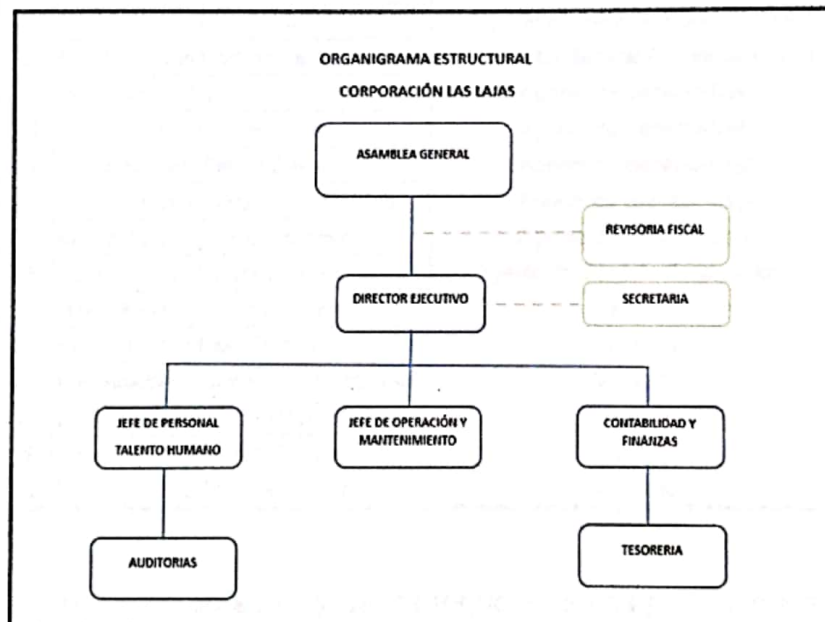 ORGANIGRAMA ESTRUCTURAL
CORPORACIÓN LAS LAJAS
ASAMBLEA GENERAL
REVISORIA FISCAL
DIRECTOR EJECUTIVO
SECRETARIA
JEFE DE PERSONAL
TALENTO HUMANO
JEFE DE OPERACIÓN Y
MANTENIMIENTO
CONTABILIDAD Y
FINANZAS
AUDITORIAS
TESORERIA